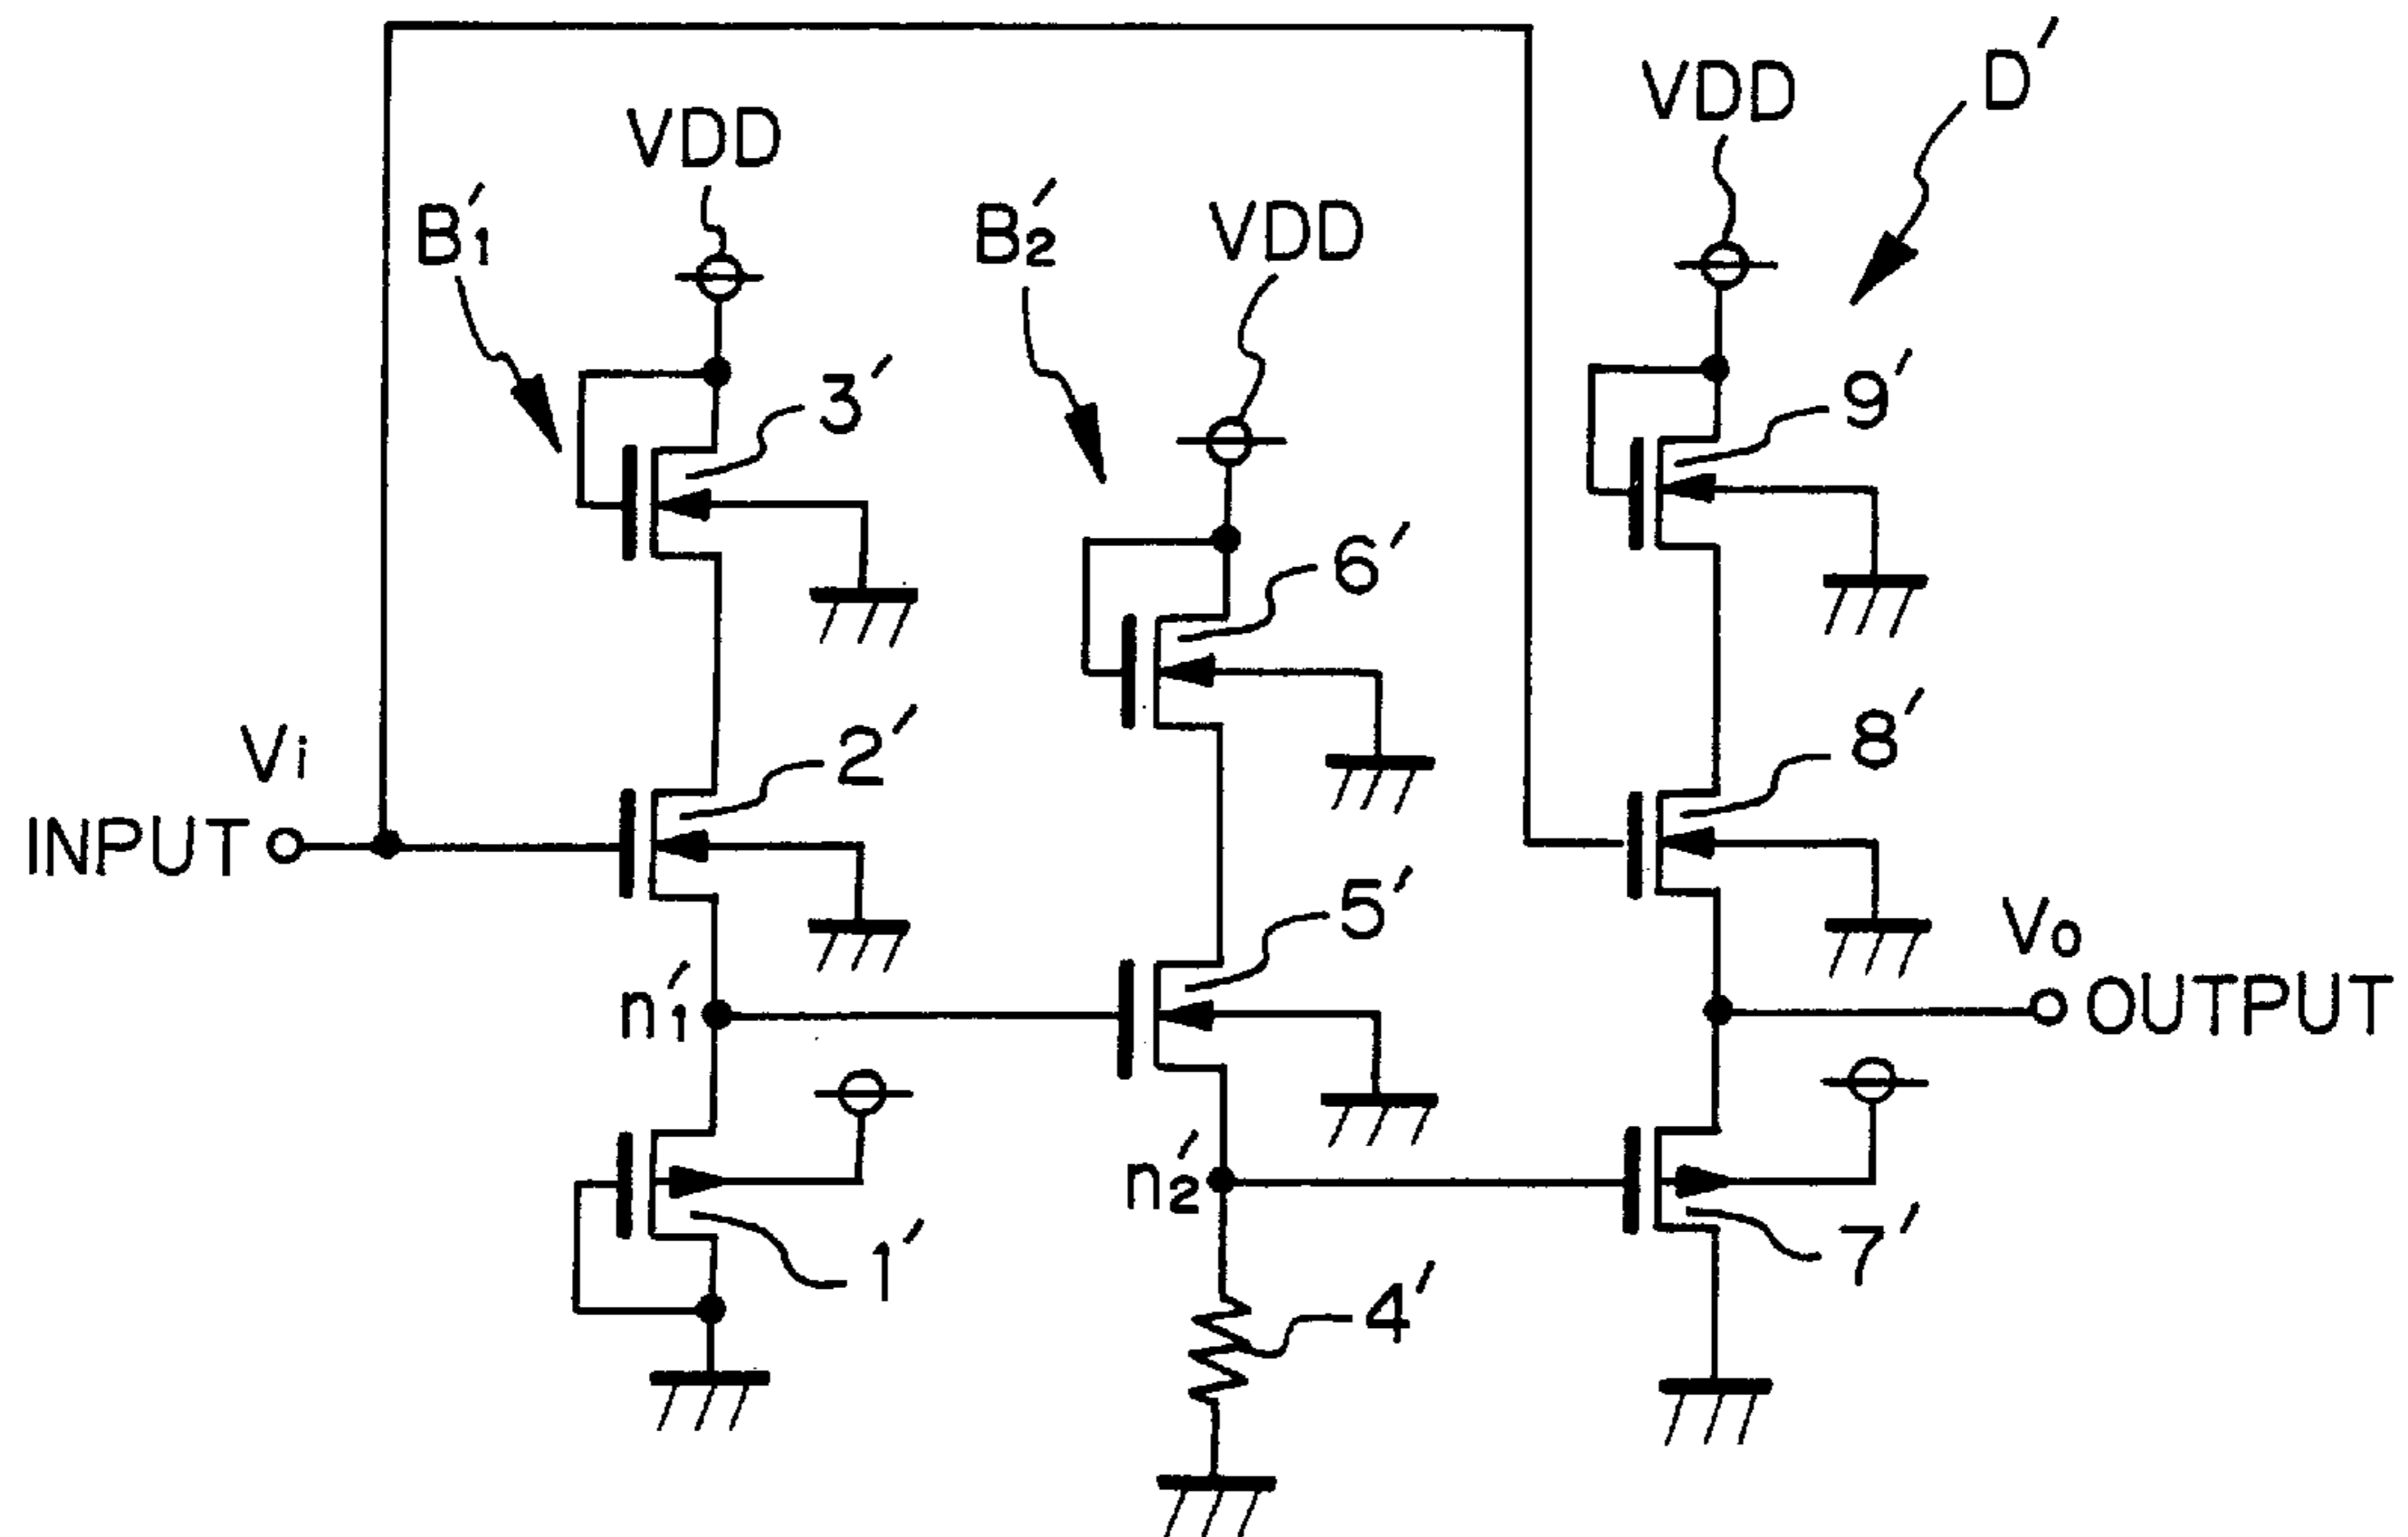 D′
VDD
VDD
B′1
B′2
VDD
3′
9′
6′
Vi
2′
8′
INPUT
5′
Vo
n′1
OUTPUT
n′2
1′
7′
4′